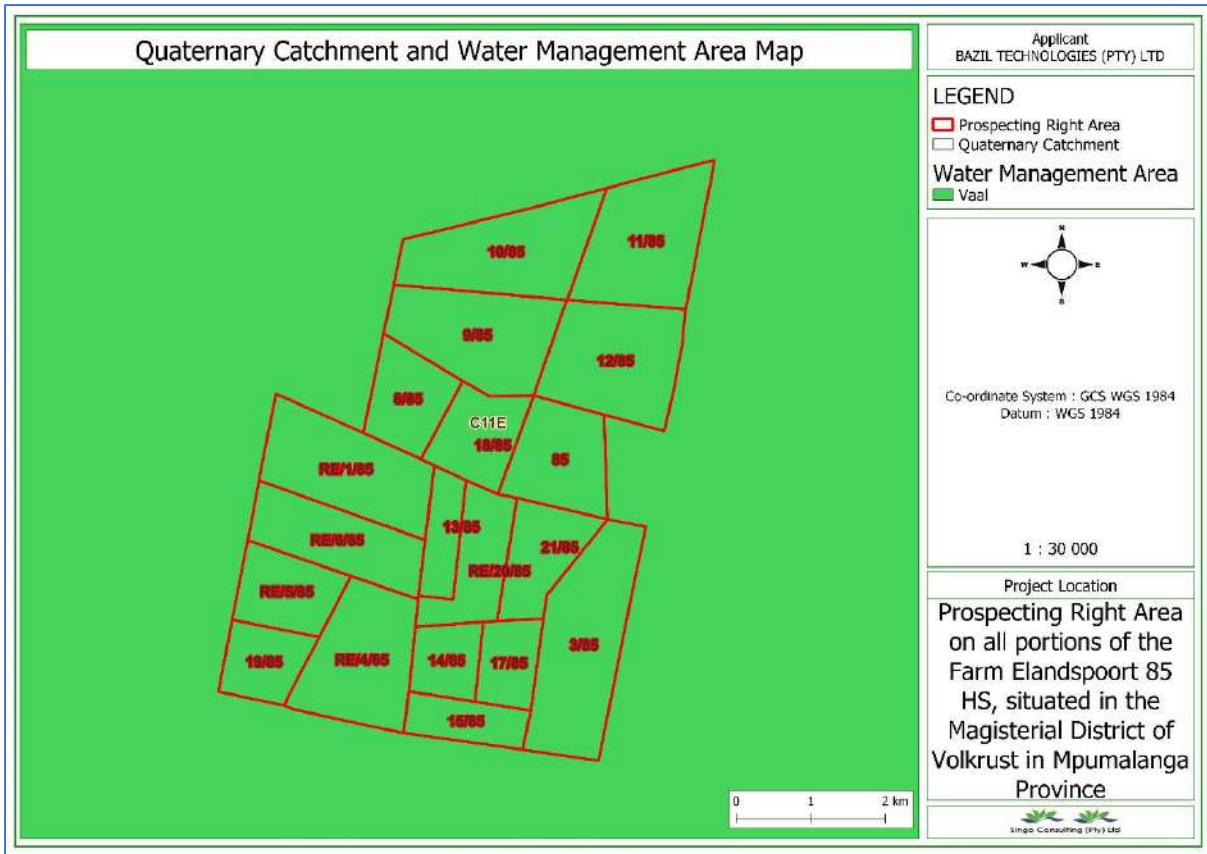 Quaternary Catchment and Water Management Area Map
10/85
11/85
9/85
12/85
8/85
C11E
18/85
85
RE/1/85
13/85
RE/6/85
21/85
RE/20/85
RE/5/85
3/85
19/85
RE/4/85
14/85
17/85
15/85
0 1 2 km
Applicant
BAZIL TECHNOLOGIES (PTY) LTD
LEGEND
Prospecting Right Area
Quaternary Catchment
Water Management Area
Vaal
N
W E
S
Co-ordinate System : GCS WGS 1984
Datum : WGS 1984
1 : 30 000
Project Location
Prospecting Right Area
on all portions of the
Farm Elandspoort 85
HS, situated in the
Magisterial District of
Volkrust in Mpumalanga
Province
Singo Consulting (Pty) Ltd